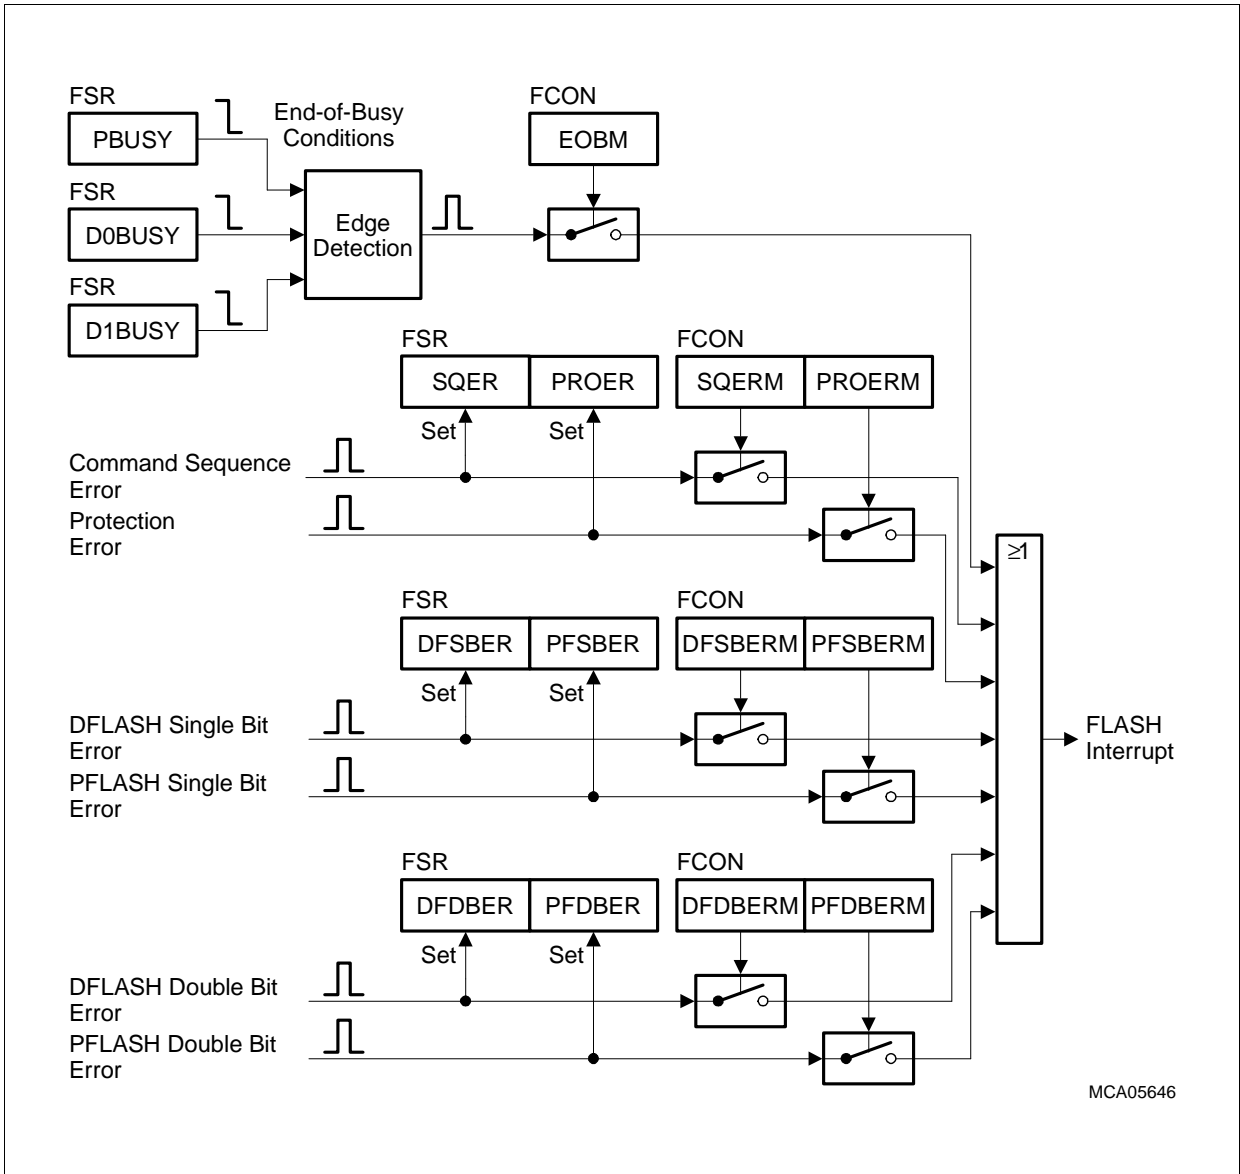 FSR
PBUSY
End-of-Busy
Conditions
FCON
EOBM
FSR
D0BUSY
Edge
Detection
FSR
D1BUSY
FSR
SQER PROER
FCON
SQERM PROERM
Set Set
Command Sequence
Error
Protection
Error
≥1
FSR
DFSBER PFSBER
FCON
DFSBERM PFSBERM
Set Set
DFLASH Single Bit
Error
PFLASH Single Bit
Error
FLASH
Interrupt
FSR
DFDBER PFDBER
FCON
DFDBERM PFDBERM
Set Set
DFLASH Double Bit
Error
PFLASH Double Bit
Error
MCA05646